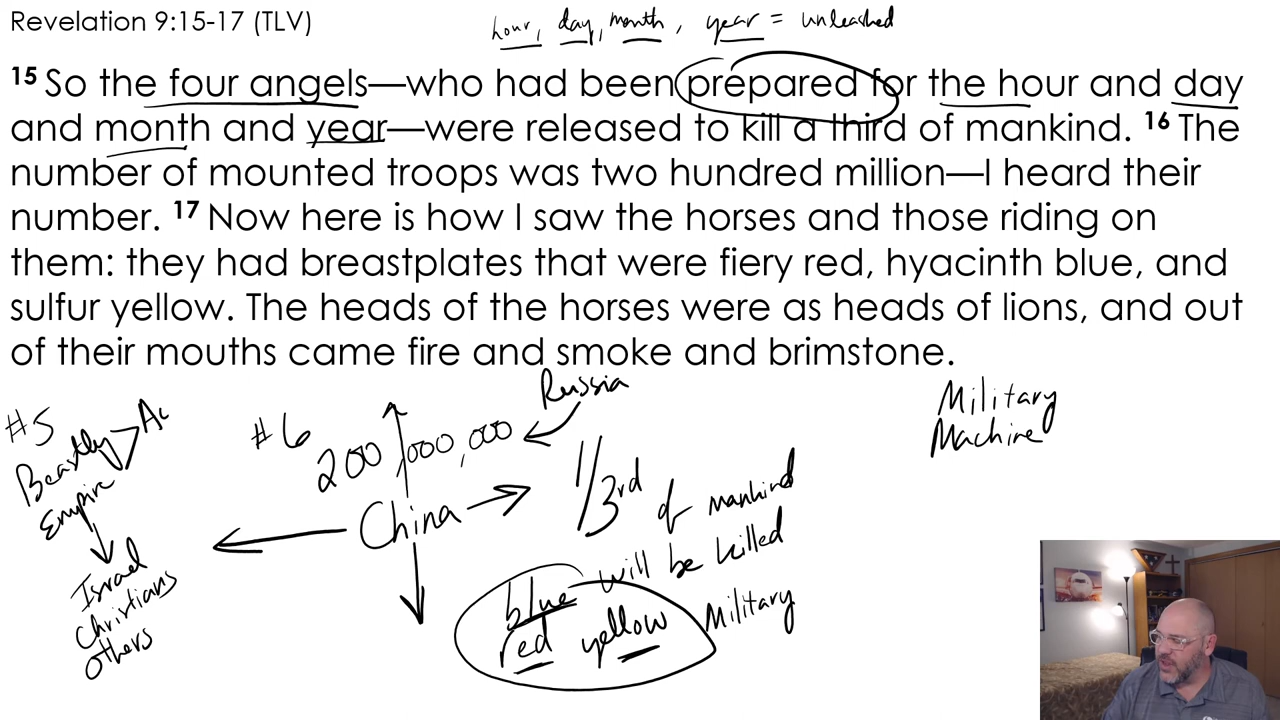 Revelation 9:15-17 (TLV)
hour, day, month, year = unleashed
15 So the four angels—who had been prepared for the hour and day
and month and year—were released to kill a third of mankind. 16 The
number of mounted troops was two hundred million—I heard their
number. 17 Now here is how I saw the horses and those riding on
them: they had breastplates that were fiery red, hyacinth blue, and
sulfur yellow. The heads of the horses were as heads of lions, and out
of their mouths came fire and smoke and brimstone.
#5
Beastly
Empire
Ac
Israel
Christians
Others
#6
200,000,000
Russia
China
1/3rd of mankind
will be killed
blue
red yellow
Military
Military
Machine